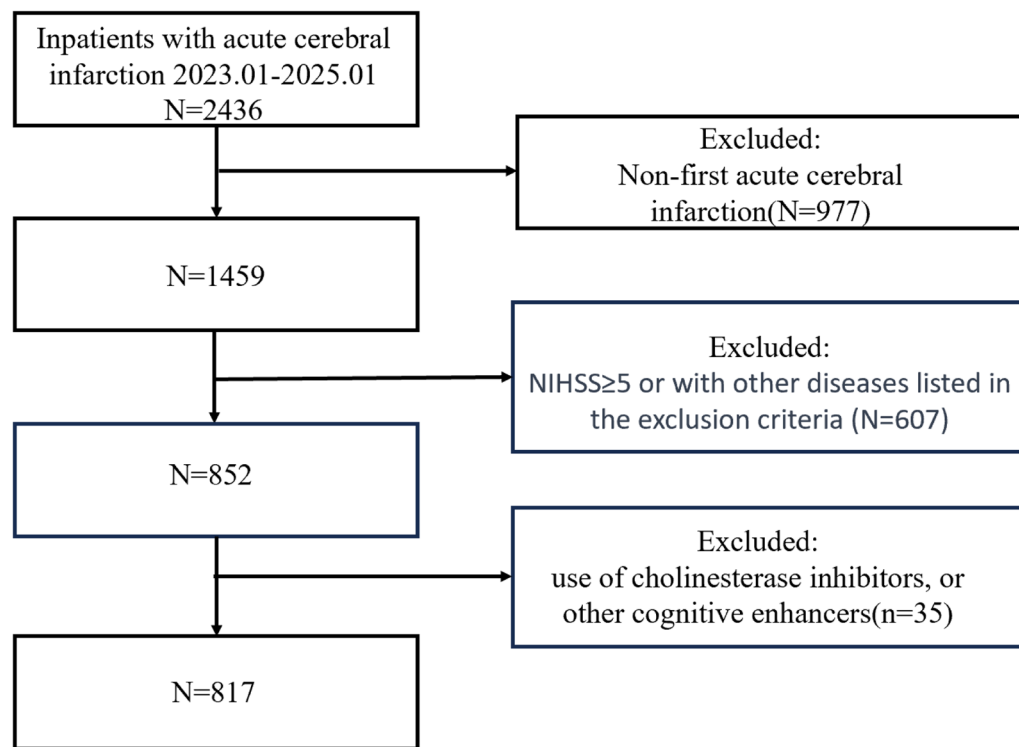 Inpatients with acute cerebral
infarction 2023.01-2025.01
N=2436
Excluded:
Non-first acute cerebral
infarction(N=977)
N=1459
Excluded:
NIHSS≥5 or with other diseases listed in
the exclusion criteria (N=607)
N=852
Excluded:
use of cholinesterase inhibitors, or
other cognitive enhancers(n=35)
N=817